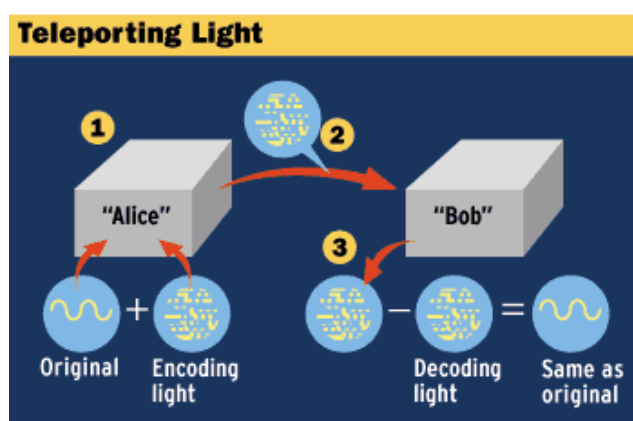 Teleporting Light
1
2
"Alice"
"Bob"
3
+
−
=
Original
Encoding
light
Decoding
light
Same as
original